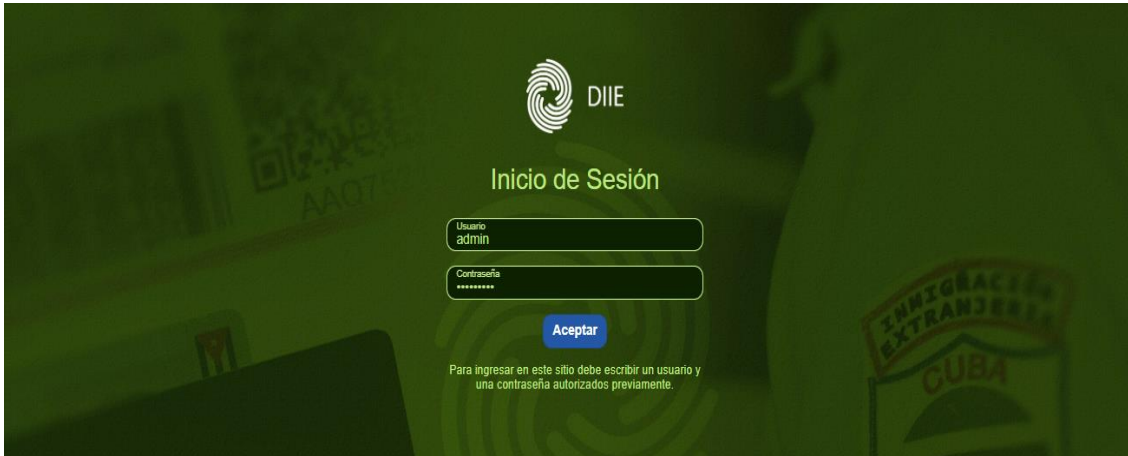 DIIE
Inicio de Sesión
Usuario
admin
Contraseña
•••••••••
Aceptar
Para ingresar en este sitio debe escribir un usuario y
una contraseña autorizados previamente.
INMIGRACIÓN
EXTRANJERÍA
CUBA